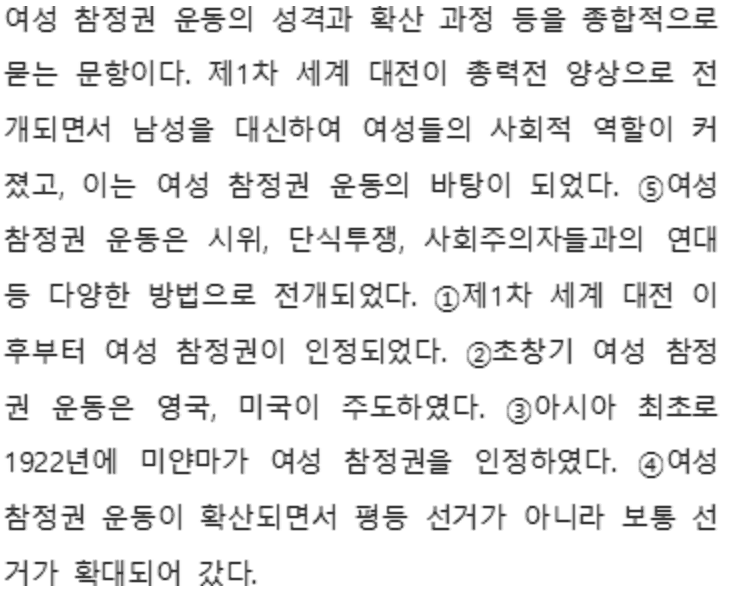 여성 참정권 운동의 성격과 확산 과정 등을 종합적으로
묻는 문항이다. 제1차 세계 대전이 총력전 양상으로 전
개되면서 남성을 대신하여 여성들의 사회적 역할이 커
졌고, 이는 여성 참정권 운동의 바탕이 되었다. ⑤여성
참정권 운동은 시위, 단식투쟁, 사회주의자들과의 연대
등 다양한 방법으로 전개되었다. ①제1차 세계 대전 이
후부터 여성 참정권이 인정되었다. ②초창기 여성 참정
권 운동은 영국, 미국이 주도하였다. ③아시아 최초로
1922년에 미얀마가 여성 참정권을 인정하였다. ④여성
참정권 운동이 확산되면서 평등 선거가 아니라 보통 선
거가 확대되어 갔다.